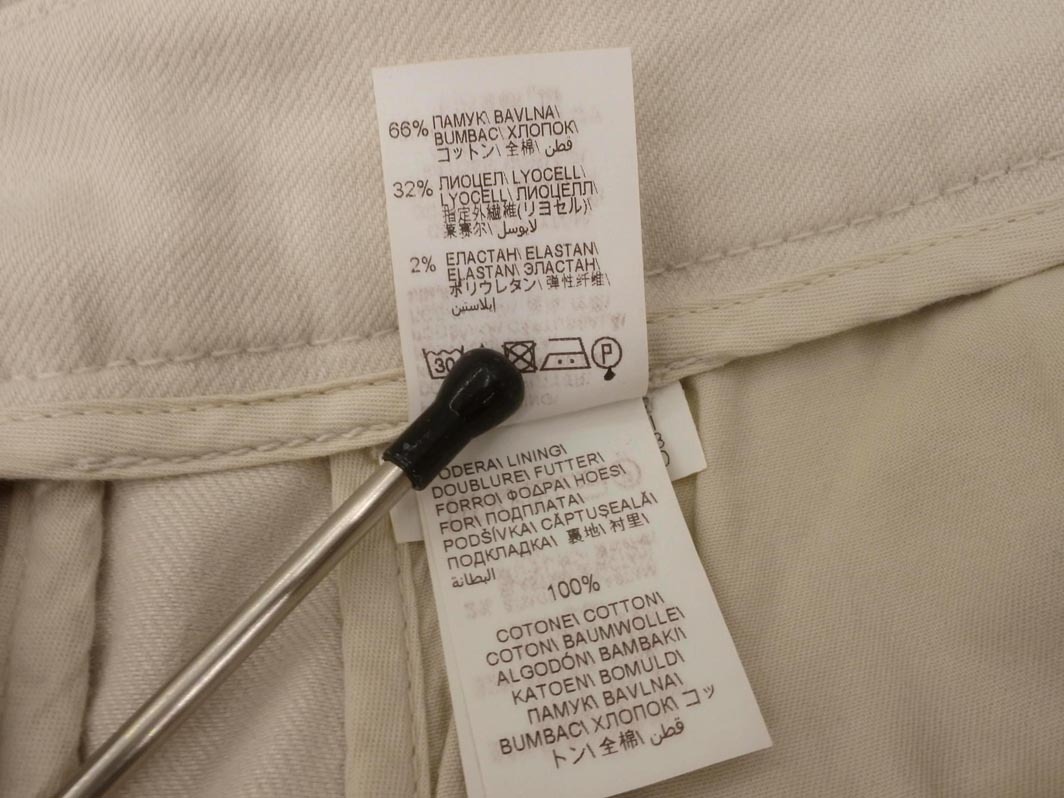 66% ПАМУК\ BAVLNA\
BUMBAC\ ХЛОПОК\
コットン\ 全棉\ قطن
32% ЛИОЦЕЛ\ LYOCELL\
LYOCELL\ ЛИОЦЕЛЛ\
指定外繊維(リヨセル)\
莱赛尔\ لايوسل
2% ЕЛАСТАН\ ELASTAN\
ELASTAN\ ЭЛАСТАН\
ポリウレタン\ 弹性纤维\
إيلاستين
30 P
ODERA\ LINING\
DOUBLURE\ FUTTER\
FORRO\ ΦΟΔΡΑ\ HOES\
FOR\ ПОДПЛАТА\
PODŠÍVKA\ CĂPTUŞEALĂ\
ПОДКЛАДКА\ 裏地\ 衬里\
البطانة
100%
COTONE\ COTTON\
COTON\ BAUMWOLLE\
ALGODÓN\ BAMBAKI\
KATOEN\ BOMULD\
ПАМУК\ BAVLNA\
BUMBAC\ ХЛОПОК\ コッ
トン\ 全棉\ قطن